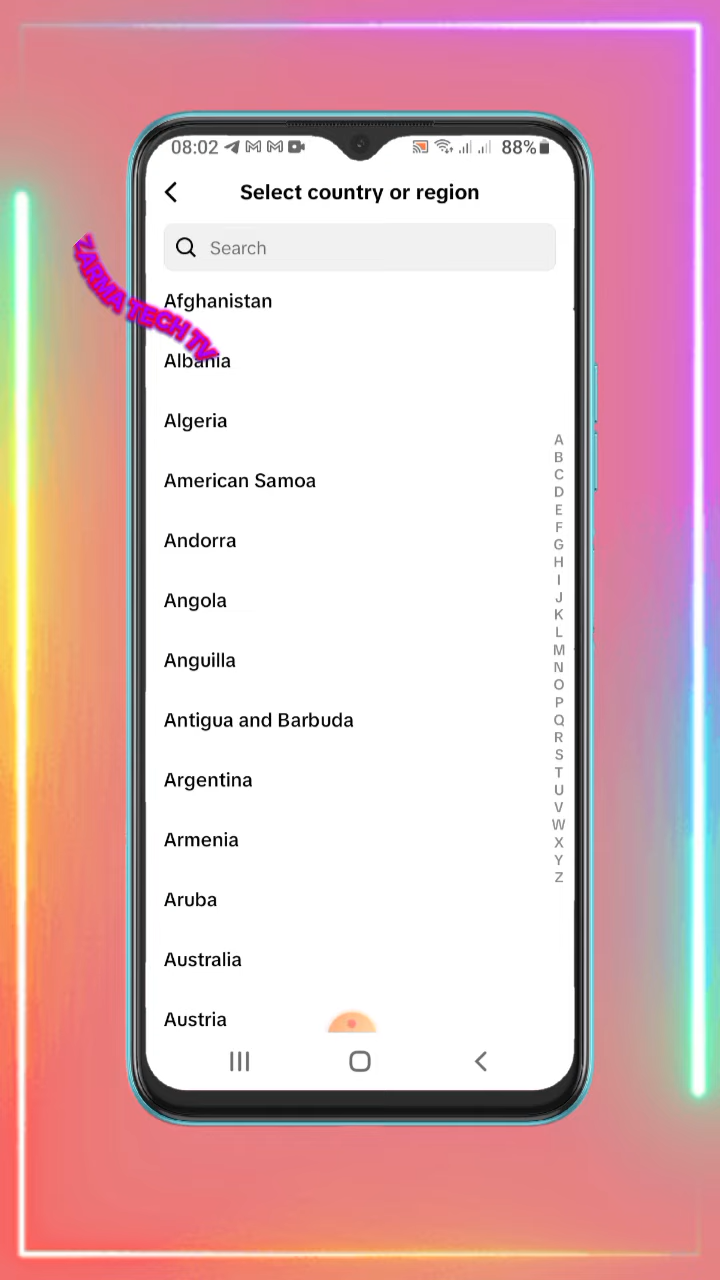 08:02
88%
Select country or region
Search
ZARMA TECH TV
Afghanistan
Albania
Algeria
American Samoa
Andorra
Angola
Anguilla
Antigua and Barbuda
Argentina
Armenia
Aruba
Australia
Austria
A
B
C
D
E
F
G
H
I
J
K
L
M
N
O
P
Q
R
S
T
U
V
W
X
Y
Z